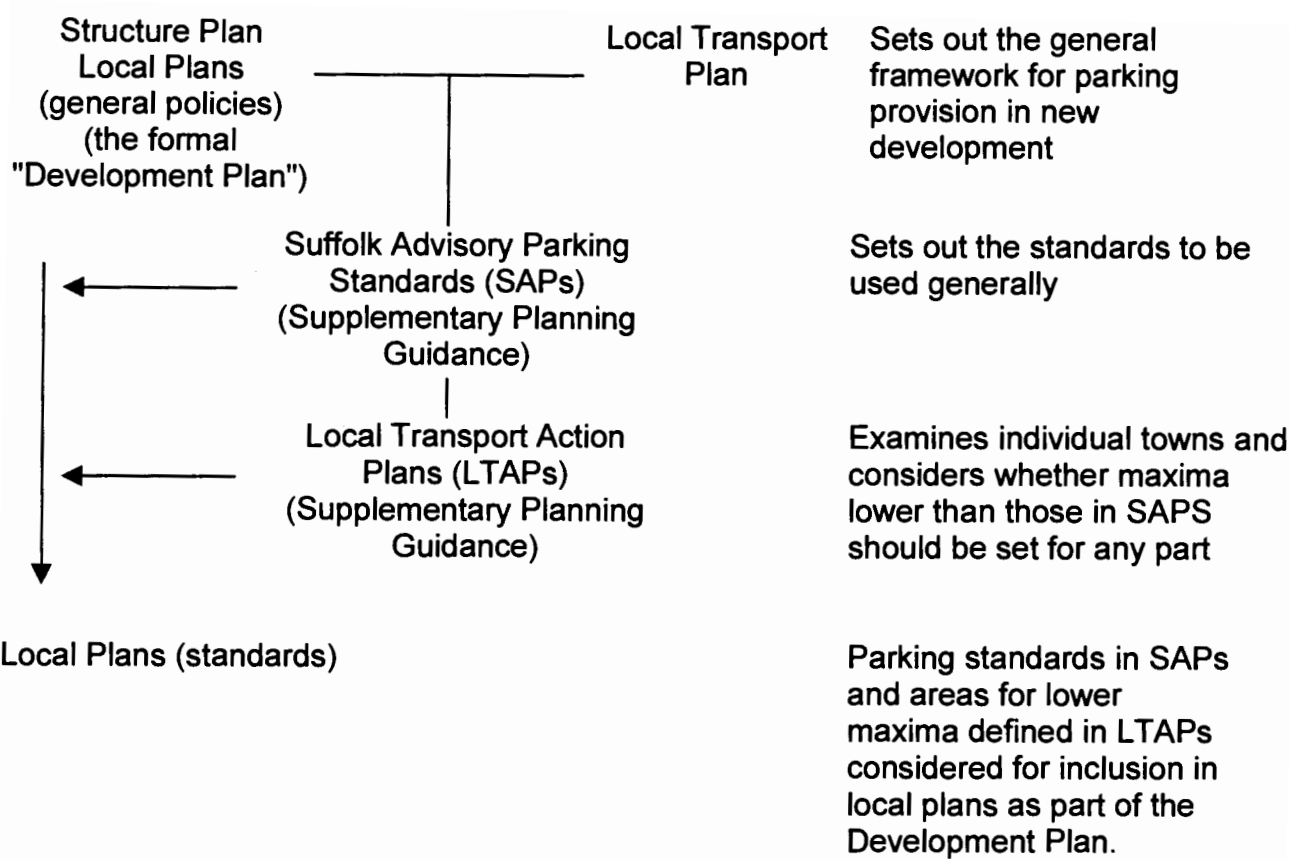 Structure Plan
Local Plans
(general policies)
(the formal
"Development Plan")
Local Transport
Plan
Sets out the general
framework for parking
provision in new
development
Suffolk Advisory Parking
Standards (SAPs)
(Supplementary Planning
Guidance)
Sets out the standards to be
used generally
Local Transport Action
Plans (LTAPs)
(Supplementary Planning
Guidance)
Examines individual towns and
considers whether maxima
lower than those in SAPS
should be set for any part
Local Plans (standards)
Parking standards in SAPs
and areas for lower
maxima defined in LTAPs
considered for inclusion in
local plans as part of the
Development Plan.